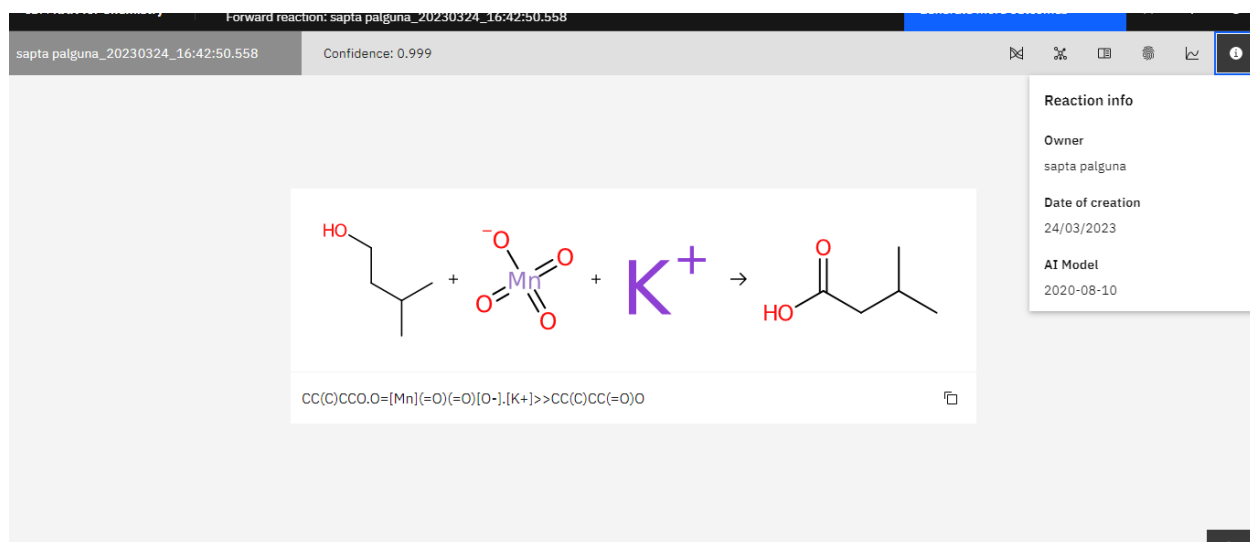 Forward reaction: sapta palguna_20230324_16:42:50.558
sapta palguna_20230324_16:42:50.558
Confidence: 0.999
Reaction info
Owner
sapta palguna
Date of creation
24/03/2023
AI Model
2020-08-10
HO
-O
O
Mn
O
O
+
+
K+
→
O
HO
CC(C)CCO.O=[Mn](=O)(=O)[O-].[K+]>>CC(C)CC(=O)O